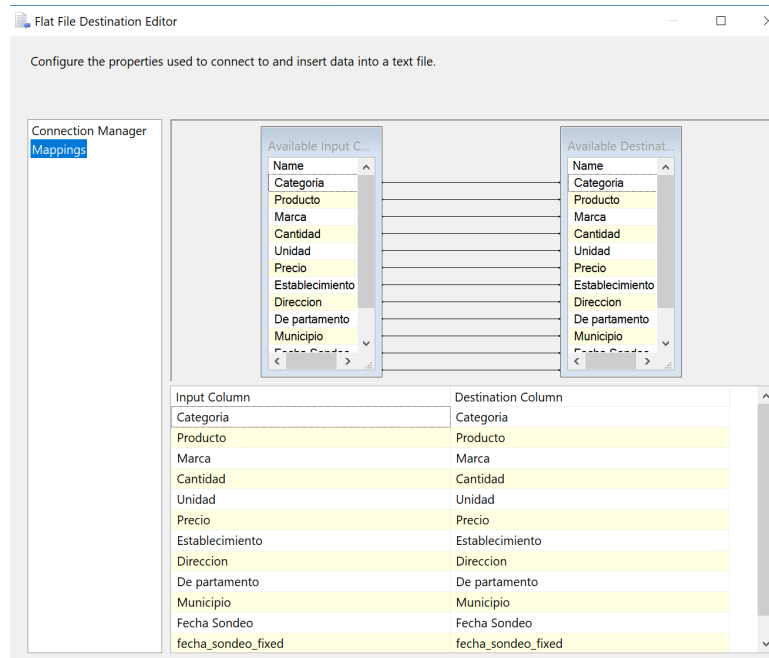 Flat File Destination Editor
Configure the properties used to connect to and insert data into a text file.
Connection Manager
Mappings
Available Input C...
Name
Categoria
Producto
Marca
Cantidad
Unidad
Precio
Establecimiento
Direccion
De partamento
Municipio
Fecha Sondeo
Available Destinat...
Name
Categoria
Producto
Marca
Cantidad
Unidad
Precio
Establecimiento
Direccion
De partamento
Municipio
Fecha Sondeo
Input Column Destination Column
Categoria Categoria
Producto Producto
Marca Marca
Cantidad Cantidad
Unidad Unidad
Precio Precio
Establecimiento Establecimiento
Direccion Direccion
De partamento De partamento
Municipio Municipio
Fecha Sondeo Fecha Sondeo
fecha_sondeo_fixed fecha_sondeo_fixed